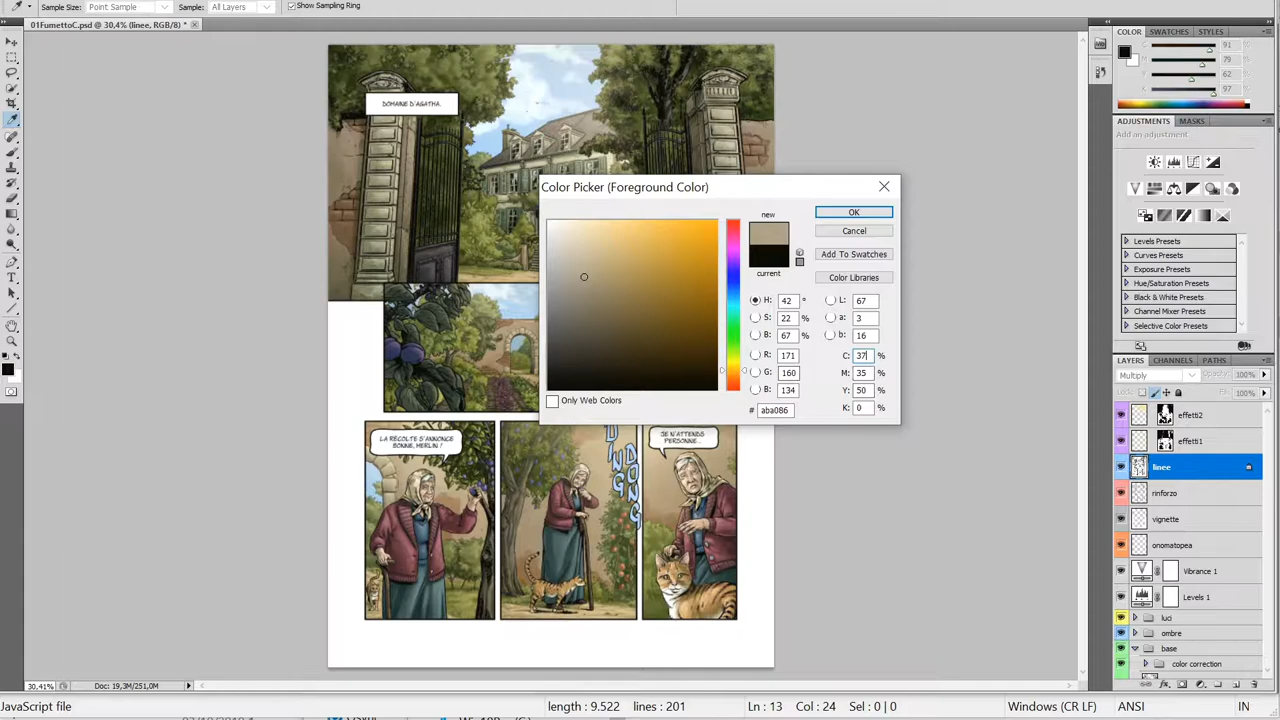 Sample Size: Point Sample Sample: All Layers Show Sampling Ring
01FumettoC.psd @ 30,4% (linee, RGB/8) *
DOMAINE D'AGATHA.
LA RÉCOLTE S'ANNONCE
BONNE, HERLIN !
DING
DONG
JE N'ATTENDS
PERSONNE...
Color Picker (Foreground Color)
new
current
OK
Cancel
Add To Swatches
Color Libraries
H: 42 °
S: 22 %
B: 67 %
R: 171
G: 160
B: 134
# aba086
L: 67
a: 3
b: 16
C: 37 %
M: 35 %
Y: 50 %
K: 0 %
Only Web Colors
COLOR SWATCHES STYLES
C 91 %
M 79 %
Y 62 %
K 97 %
ADJUSTMENTS MASKS
Add an adjustment
Levels Presets
Curves Presets
Exposure Presets
Hue/Saturation Presets
Black & White Presets
Channel Mixer Presets
Selective Color Presets
LAYERS CHANNELS PATHS
Multiply Opacity: 100%
Lock: Fill: 100%
effetti2
effetti1
linee
rinforzo
vignette
onomatopea
Vibrance 1
Levels 1
luci
ombre
base
color correction
30,41% Doc: 19,3M/251,0M
JavaScript file length : 9.522 lines : 201 Ln : 13 Col : 24 Sel : 0 | 0 Windows (CR LF) ANSI IN